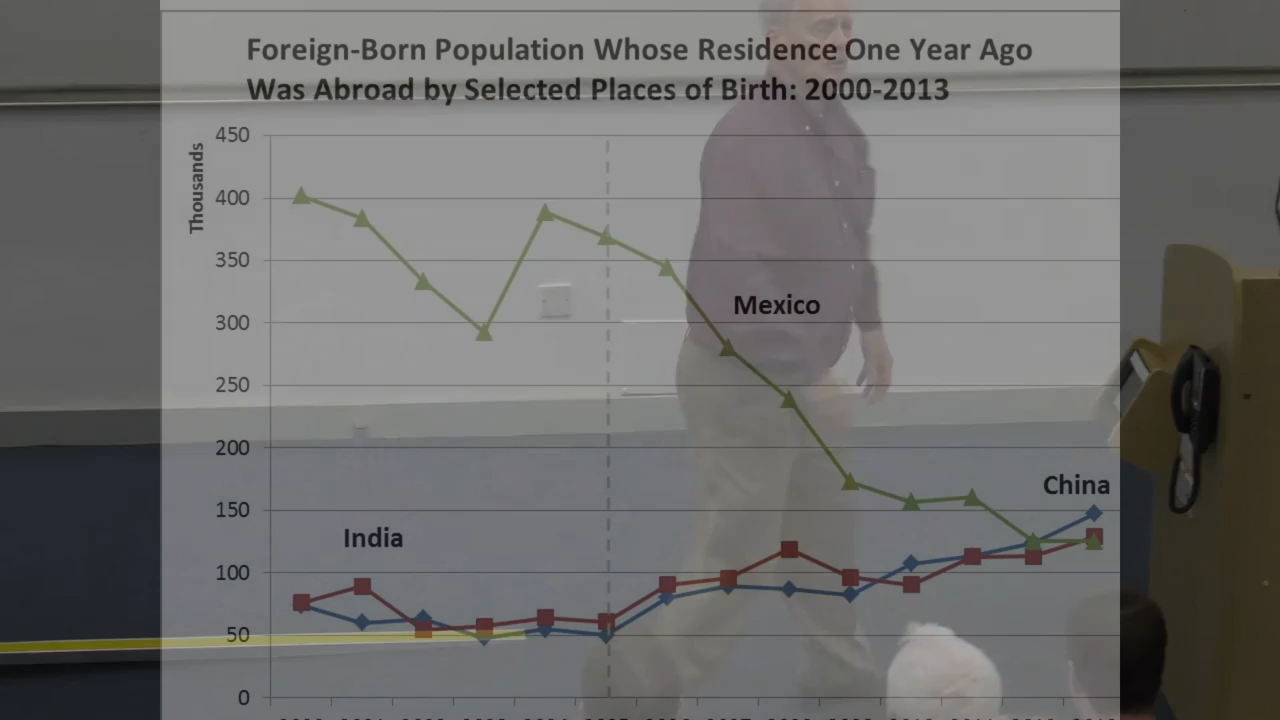 Foreign-Born Population Whose Residence One Year Ago
Was Abroad by Selected Places of Birth: 2000-2013
Thousands
450
400
350
300
250
200
150
100
50
0
Mexico
China
India